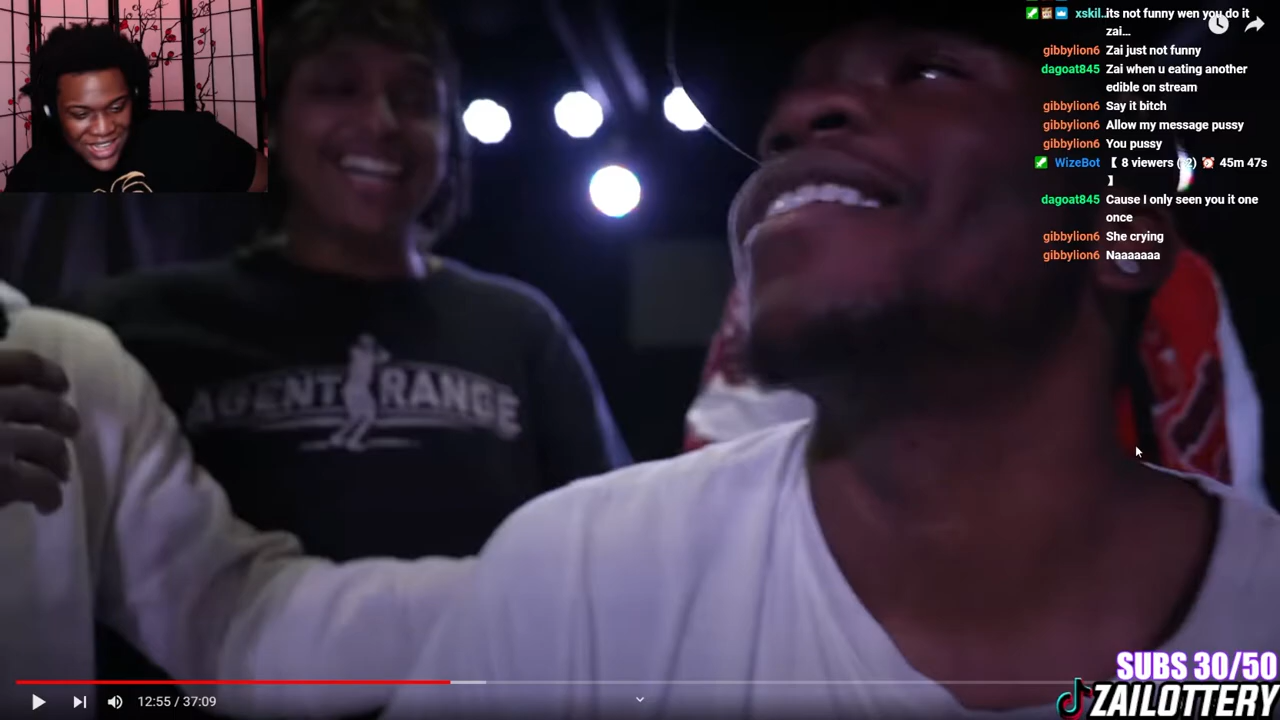 xskil..its not funny wen you do it
zai...
gibbylion6 Zai just not funny
dagoat845 Zai when u eating another
edible on stream
gibbylion6 Say it bitch
gibbylion6 Allow my message pussy
gibbylion6 You pussy
WizeBot 【 8 viewers (2) ⏰ 45m 47s
】
dagoat845 Cause I only seen you it one
once
gibbylion6 She crying
gibbylion6 Naaaaaaa
AGENT RANGE
SUBS 30/50
ZAILOTTERY
12:55 / 37:09